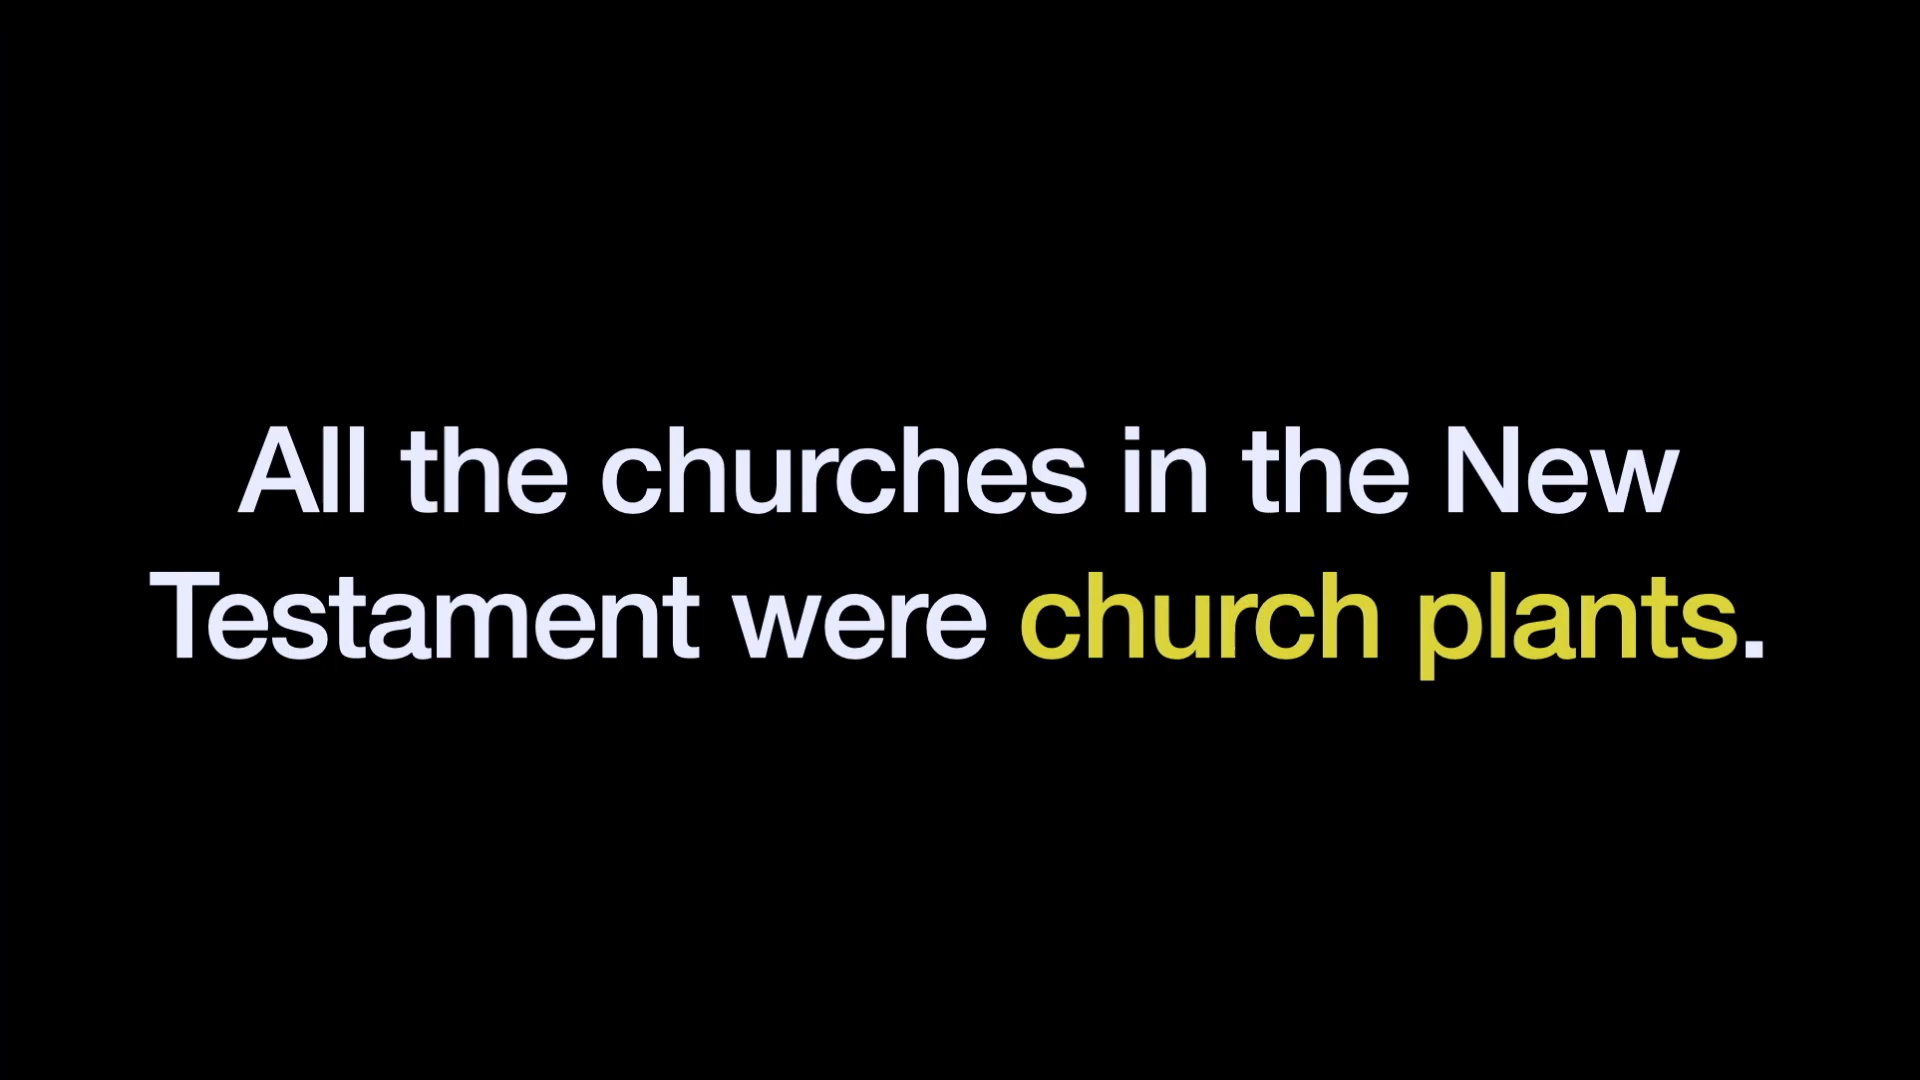 All the churches in the New
Testament were church plants.